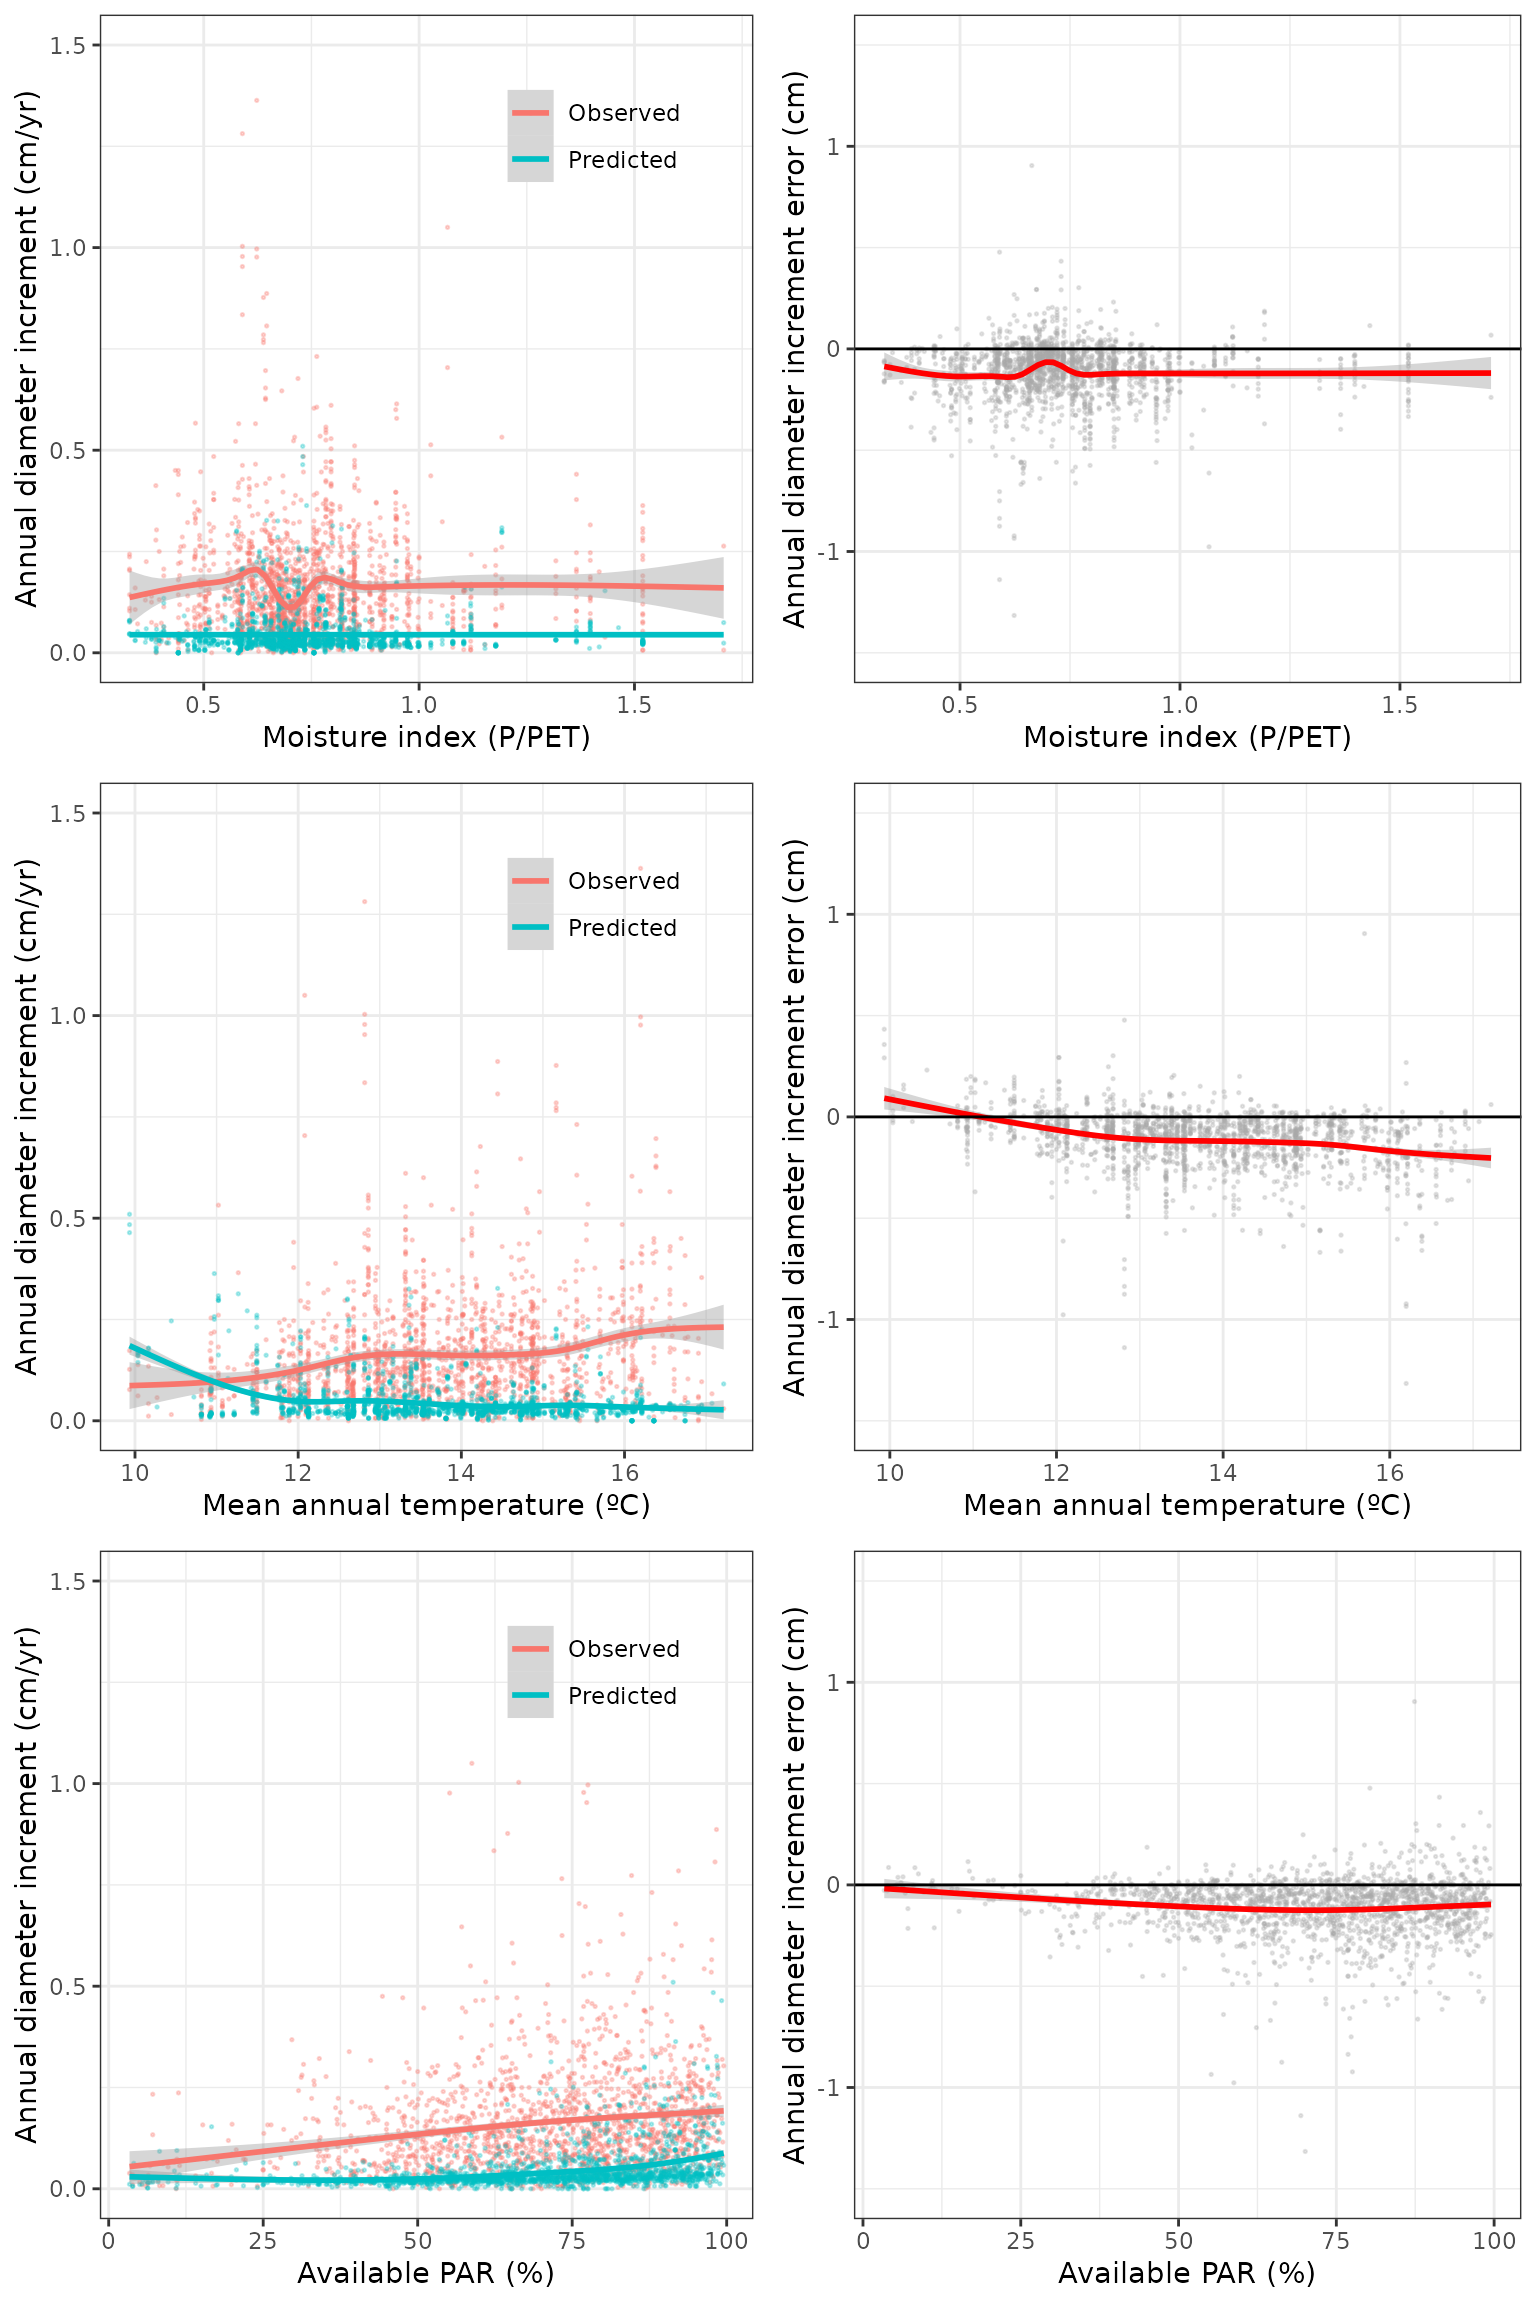 Annual diameter increment (cm/yr)
1.5
1.0
0.5
0.0
Observed
Predicted
0.5
1.0
1.5
Moisture index (P/PET)
Annual diameter increment error (cm)
1
0
-1
0.5
1.0
1.5
Moisture index (P/PET)
Annual diameter increment (cm/yr)
1.5
1.0
0.5
0.0
Observed
Predicted
10
12
14
16
Mean annual temperature (ºC)
Annual diameter increment error (cm)
1
0
-1
10
12
14
16
Mean annual temperature (ºC)
Annual diameter increment (cm/yr)
1.5
1.0
0.5
0.0
Observed
Predicted
0
25
50
75
100
Available PAR (%)
Annual diameter increment error (cm)
1
0
-1
0
25
50
75
100
Available PAR (%)